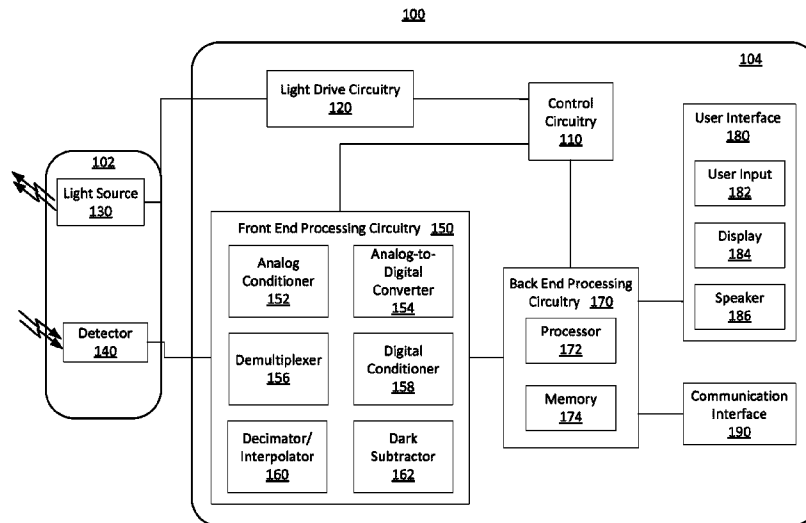 100
104
Light Drive Circuitry
120
Control
Circuitry
110
User Interface
180
User Input
182
Display
184
Speaker
186
102
Light Source
130
Detector
140
Front End Processing Circuitry 150
Analog
Conditioner
152
Analog-to-
Digital
Converter
154
Demultiplexer
156
Digital
Conditioner
158
Decimator/
Interpolator
160
Dark
Subtractor
162
Back End Processing
Circuitry 170
Processor
172
Memory
174
Communication
Interface
190